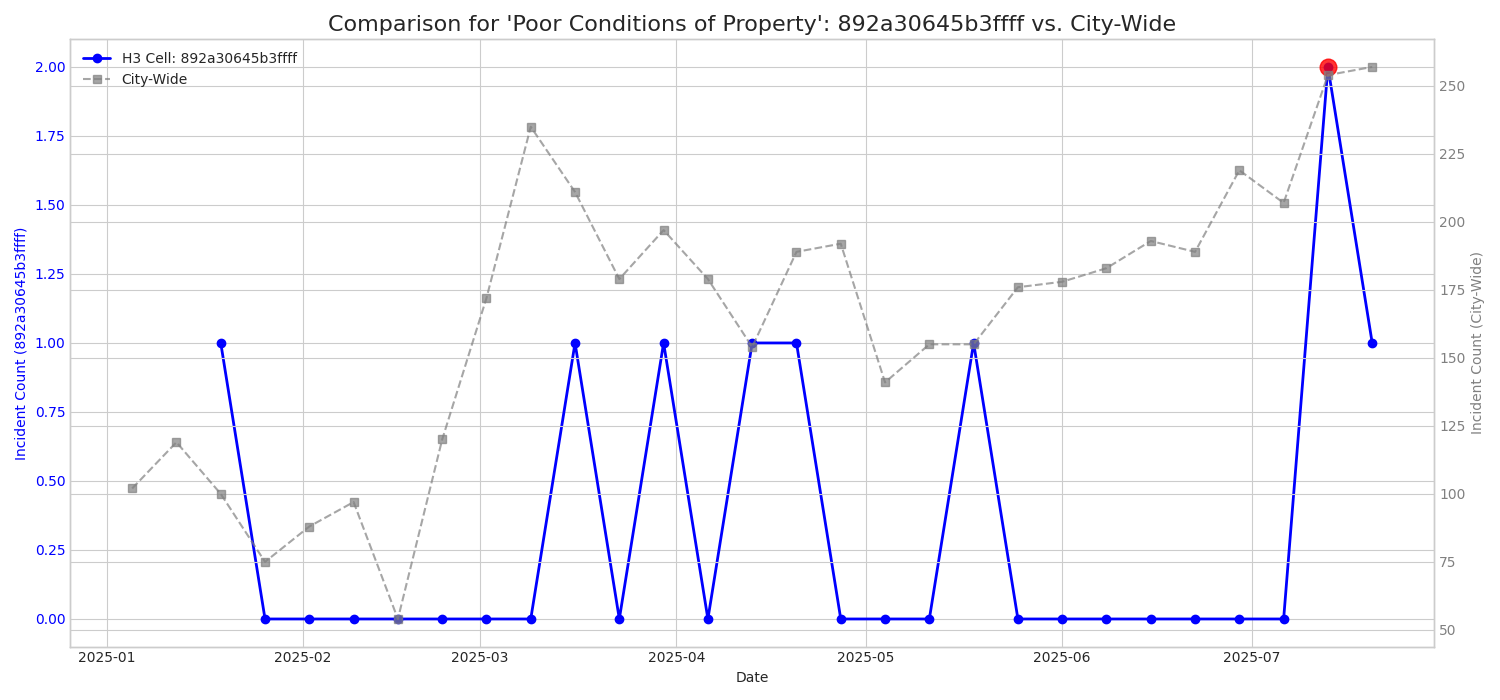 Comparison for 'Poor Conditions of Property': 892a30645b3ffff vs. City-Wide
H3 Cell: 892a30645b3ffff
City-Wide
Incident Count (892a30645b3ffff)
2.00
1.75
1.50
1.25
1.00
0.75
0.50
0.25
0.00
250
225
200
175
150
125
100
75
50
Incident Count (City-Wide)
2025-01 2025-02 2025-03 2025-04 2025-05 2025-06 2025-07
Date